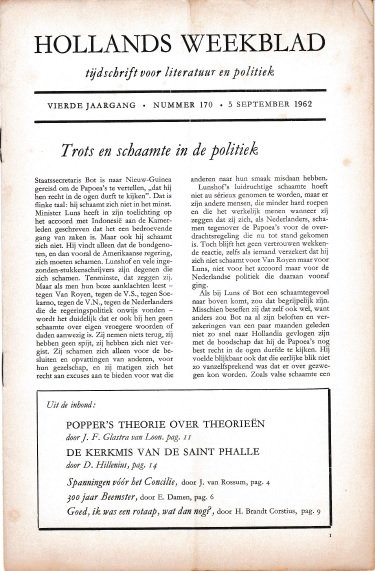 HOLLANDS WEEKBLAD
tijdschrift voor literatuur en politiek
VIERDE JAARGANG • NUMMER 170 • 5 SEPTEMBER 1962
Trots en schaamte in de politiek
Staatssecretaris Bot is naar Nieuw-Guinea
gereisd om de Papoea's te vertellen, „dat hij
hen recht in de ogen durft te kijken". Dat is
flinke taal: hij schaamt zich niet in het minst.
Minister Luns heeft in zijn toelichting op
het accoord met Indonesië aan de Kamer-
leden geschreven dat het een bedroevende
gang van zaken is. Maar ook hij schaamt
zich niet. Hij vindt alleen dat de bondgeno-
ten, en dan vooral de Amerikaanse regering,
zich moeten schamen. Lunshof en vele inge-
zonden-stukkenschrijvers zijn degenen die
zich schamen, tenminste, dat zeggen zij.
Maar als men hun boze aanklachten leest –
tegen Van Royen, tegen de V.S., tegen Soe-
karno, tegen de V.N., tegen de Nederlanders
die de regeringspolitiek onwijs vonden –
wordt het duidelijk dat er ook bij hen geen
schaamte over eigen vroegere woorden of
daden aanwezig is. Zij nemen niets terug, zij
hebben geen spijt, zij hebben zich niet ver-
gist. Zij schamen zich alleen voor de be-
sluiten en opvattingen van anderen, voor
hun gezelschap, en zij matigen zich het
recht aan excuses aan te bieden voor wat die
anderen naar hun smaak misdaan hebben.
Lunshof's luidruchtige schaamte hoeft
niet au sérieux genomen te worden, maar er
zijn andere mensen, die minder hard roepen
en die het werkelijk menen wanneer zij
zeggen dat zij zich, als Nederlanders, scha-
men tegenover de Papoea's voor de over-
drachtsregeling die nu tot stand gekomen
is. Toch blijft het geen vertrouwen wekken-
de reactie, zelfs als iemand verzekert dat hij
zich niet schaamt voor Van Royen maar voor
Luns, niet voor het accoord maar voor de
Nederlandse politiek die daaraan vooraf
ging.
Als bij Luns of Bot een schaamtegevoel
naar boven komt, zou dat begrijpelijk zijn.
Misschien beseffen zij dat zelf ook wel, want
anders zou Bot na al zijn beloften en ver-
zekeringen van een paar maanden geleden
niet zo snel naar Hollandia gevlogen zijn
met de boodschap dat hij de Papoea's nog
best recht in de ogen durfde te kijken. Hij
voelde blijkbaar ook dat die eerlijke blik niet
zo vanzelfsprekend was dat er over gezwe-
gen kon worden. Zoals valse schaamte een
Uit de inhoud:
POPPER'S THEORIE OVER THEORIEËN
door J. F. Glastra van Loon. pag. 11
DE KERKMIS VAN DE SAINT PHALLE
door D. Hillenius, pag. 14
Spanningen vóór het Concilie, door J. van Rossum, pag. 4
300 jaar Beemster, door E. Damen, pag. 6
Goed, ik was een rotaap, wat dan nog?, door H. Brandt Corstius, pag. 9
1